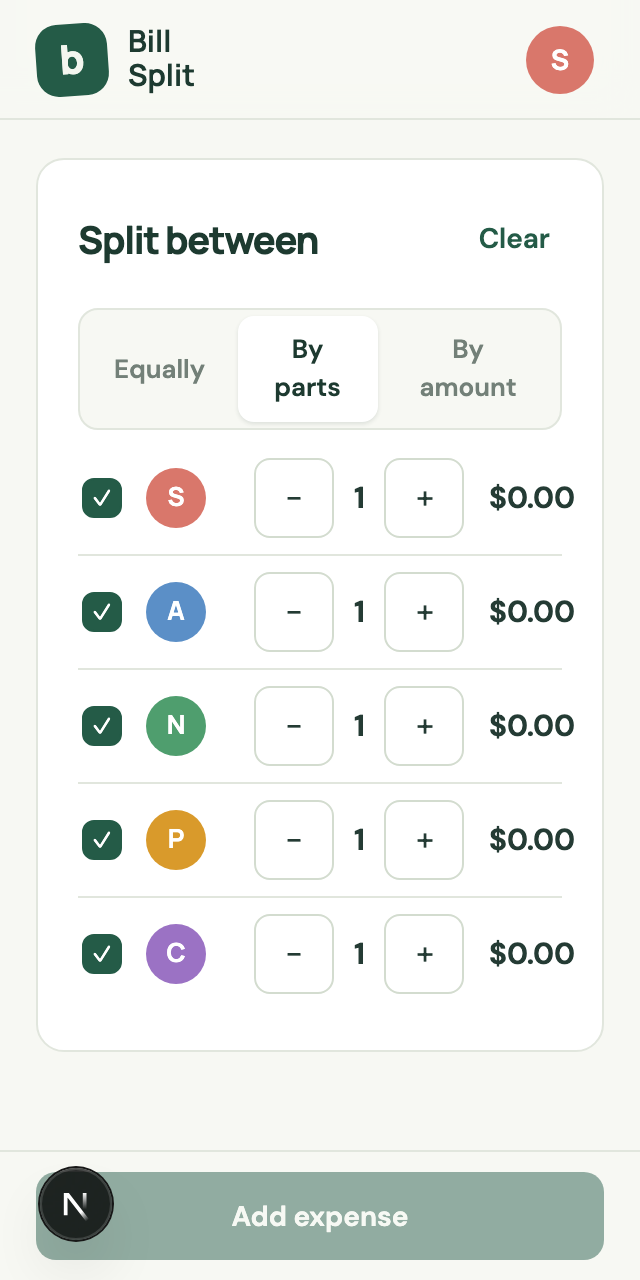 b
Bill
Split
S
Split between
Clear
Equally
By
parts
By
amount
S − 1 + $0.00
A − 1 + $0.00
N − 1 + $0.00
P − 1 + $0.00
C − 1 + $0.00
N
Add expense